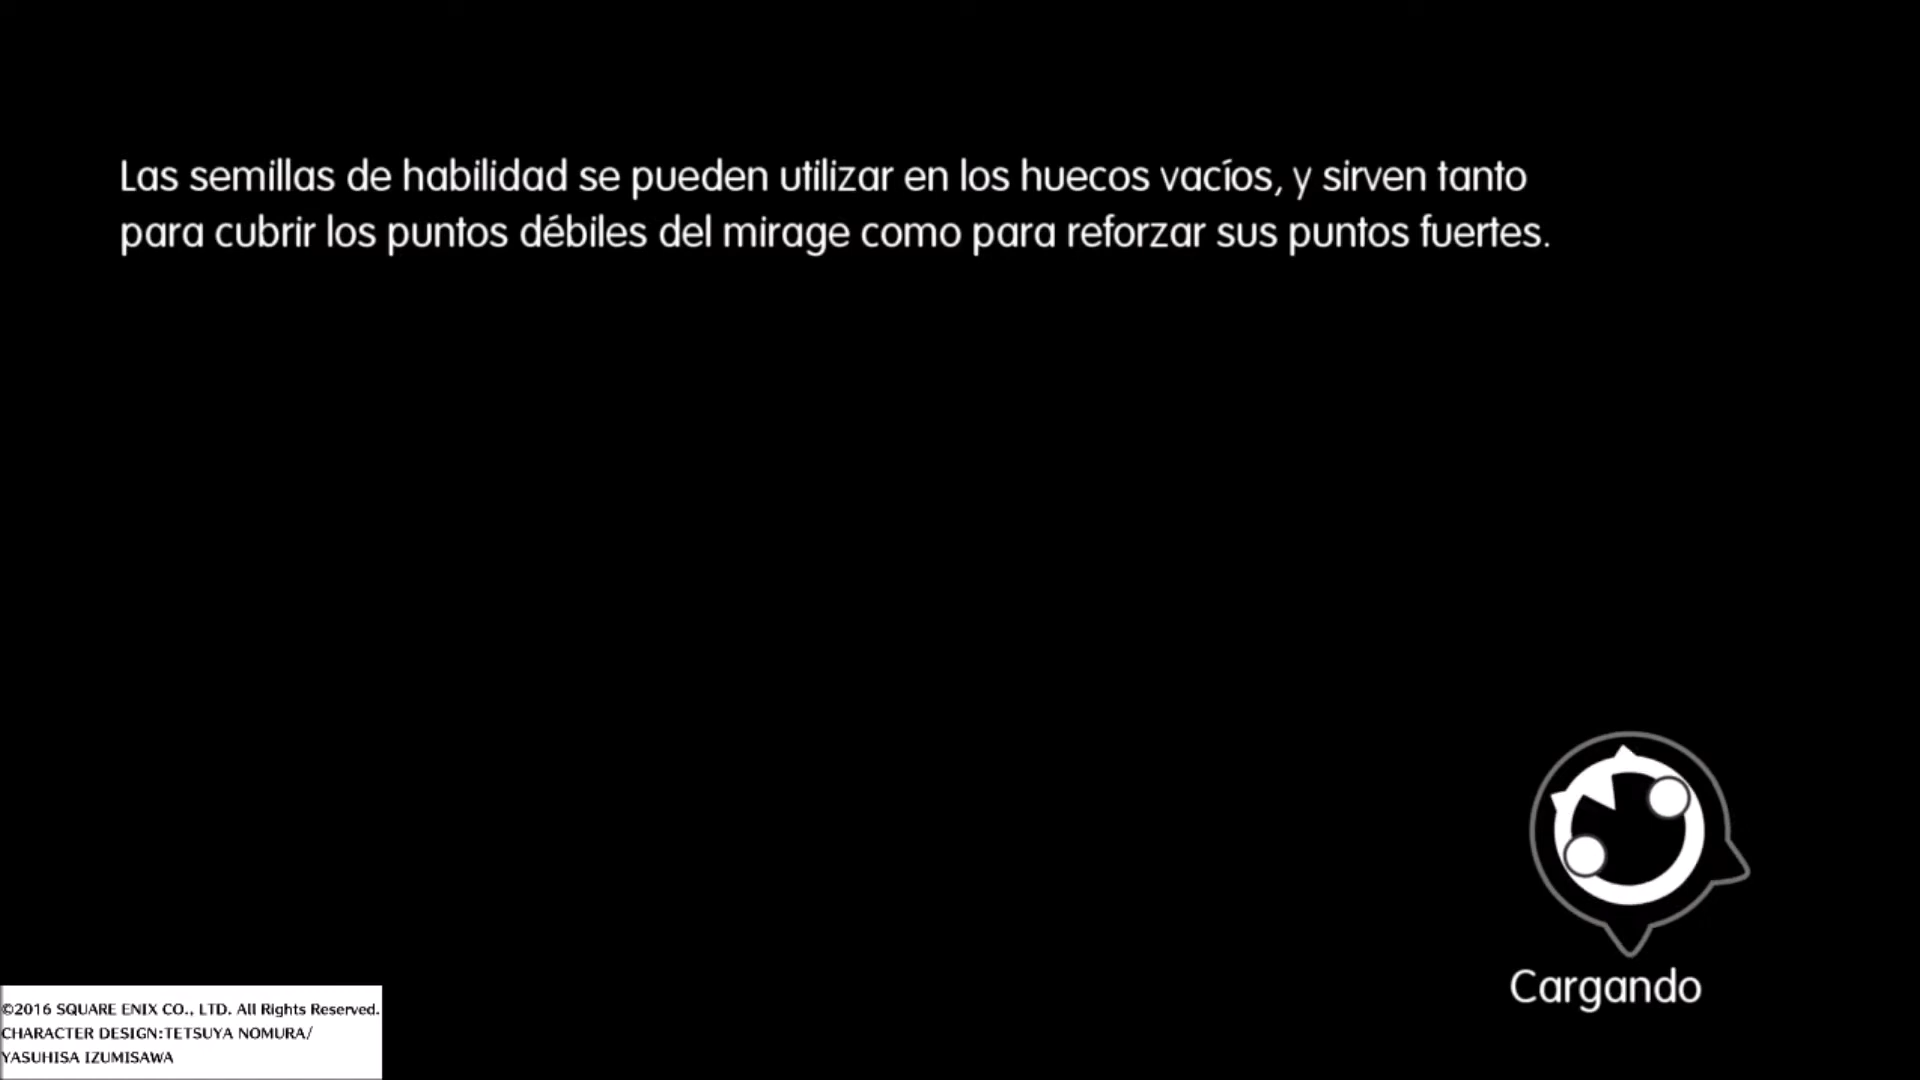 Las semillas de habilidad se pueden utilizar en los huecos vacíos, y sirven tanto
para cubrir los puntos débiles del mirage como para reforzar sus puntos fuertes.
Cargando
©2016 SQUARE ENIX CO., LTD. All Rights Reserved.
CHARACTER DESIGN:TETSUYA NOMURA/
YASUHISA IZUMISAWA